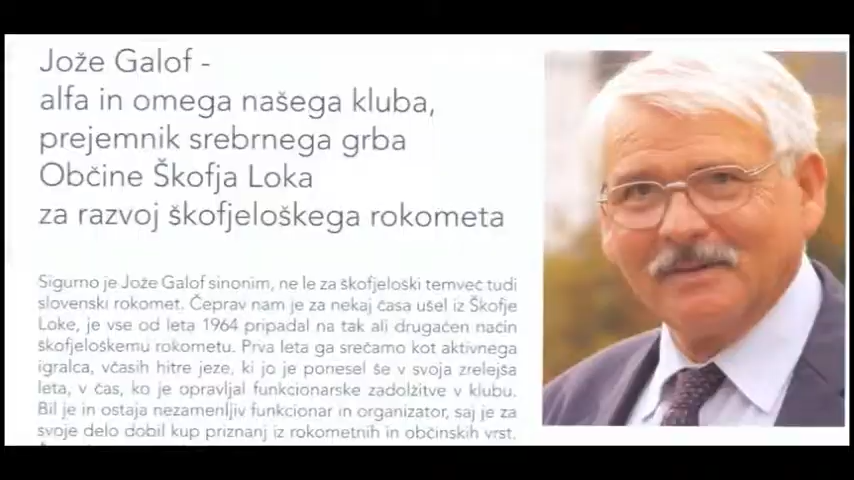 Jože Galof -
alfa in omega našega kluba,
prejemnik srebrnega grba
Občine Škofja Loka
za razvoj škofjeloškega rokometa
Sigurno je Jože Galof sinonim, ne le za škofjeloški temveč tudi
slovenski rokomet. Čeprav nam je za nekaj časa ušel iz Škofje
Loke, je vse od leta 1964 pripadal na tak ali drugačen način
škofjeloškemu rokometu. Prva leta ga srečamo kot aktivnega
igralca, včasih hitre jeze, ki jo je ponesel še v svoja zrelejša
leta, v čas, ko je opravljal funkcionarske zadolžitve v klubu.
Bil je in ostaja nezamenljiv funkcionar in organizator, saj je za
svoje delo dobil kup priznanj iz rokometnih in občinskih vrst.